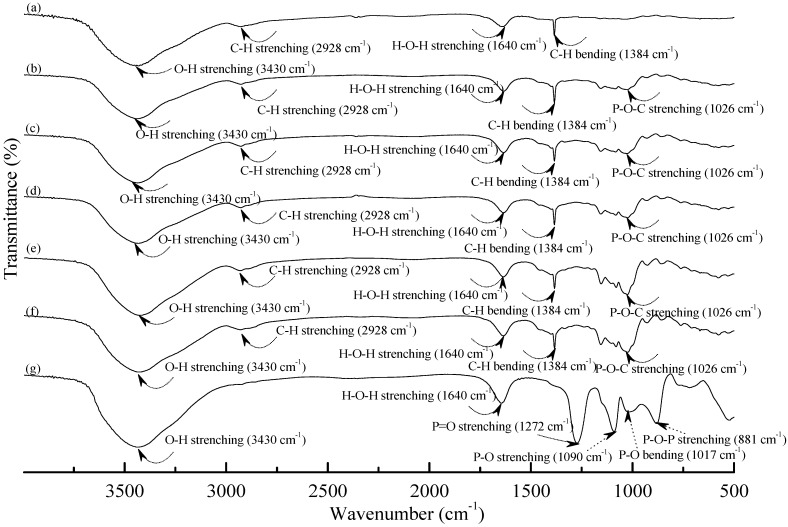 (a)
C-H strenching (2928 cm-1)
H-O-H strenching (1640 cm-1)
C-H bending (1384 cm-1)
O-H strenching (3430 cm-1)
(b)
H-O-H strenching (1640 cm-1)
C-H strenching (2928 cm-1)
P-O-C strenching (1026 cm-1)
C-H bending (1384 cm-1)
O-H strenching (3430 cm-1)
(c)
H-O-H strenching (1640 cm-1)
C-H strenching (2928 cm-1)
P-O-C strenching (1026 cm-1)
C-H bending (1384 cm-1)
O-H strenching (3430 cm-1)
(d)
C-H strenching (2928 cm-1)
H-O-H strenching (1640 cm-1)
O-H strenching (3430 cm-1)
P-O-C strenching (1026 cm-1)
C-H bending (1384 cm-1)
(e)
C-H strenching (2928 cm-1)
H-O-H strenching (1640 cm-1)
O-H strenching (3430 cm-1)
C-H bending (1384 cm-1)
P-O-C strenching (1026 cm-1)
(f)
C-H strenching (2928 cm-1)
H-O-H strenching (1640 cm-1)
O-H strenching (3430 cm-1)
C-H bending (1384 cm-1)
P-O-C strenching (1026 cm-1)
(g)
H-O-H strenching (1640 cm-1)
P=O strenching (1272 cm-1)
O-H strenching (3430 cm-1)
P-O-P strenching (881 cm-1)
P-O strenching (1090 cm-1)
P-O bending (1017 cm-1)
Transmittance (%)
3500 3000 2500 2000 1500 1000 500
Wavenumber (cm-1)